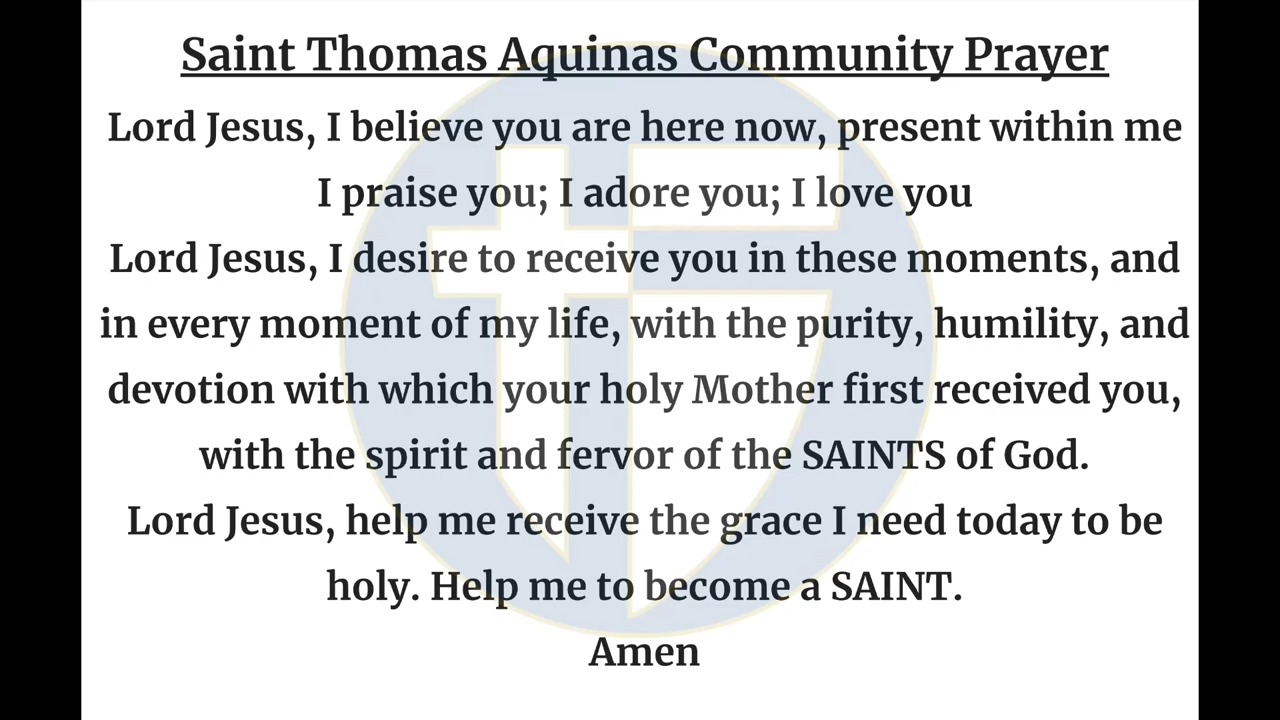 Saint Thomas Aquinas Community Prayer
Lord Jesus, I believe you are here now, present within me
I praise you; I adore you; I love you
Lord Jesus, I desire to receive you in these moments, and
in every moment of my life, with the purity, humility, and
devotion with which your holy Mother first received you,
with the spirit and fervor of the SAINTS of God.
Lord Jesus, help me receive the grace I need today to be
holy. Help me to become a SAINT.
Amen